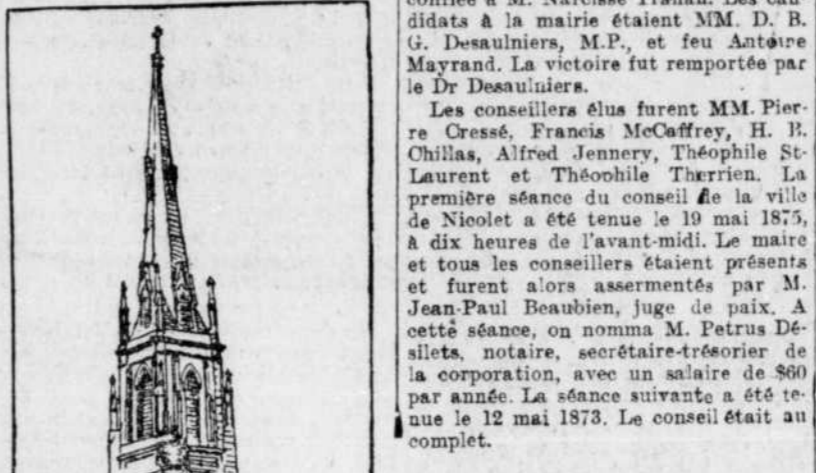 didats à la mairie étaient MM. D. B.
G. Desaulniers, M.P., et feu Antoire
Mayrand. La victoire fut remportée par
le Dr Desaulniers.
Les conseillers élus furent MM. Pier-
re Cressé, Francis McCaffrey, H. R.
Chillas, Alfred Jennery, Théophile St-
Laurent et Théophile Therrien. La
première séance du conseil de la ville
de Nicolet a été tenue le 19 mai 1873,
à dix heures de l'avant-midi. Le maire
et tous les conseillers étaient présents
et furent alors assermentés par M.
Jean-Paul Beaubien, juge de paix. A
cette séance, on nomma M. Petrus Dé-
silets, notaire, secrétaire-trésorier de
la corporation, avec un salaire de $60
par année. La séance suivante a été te-
nue le 12 mai 1873. Le conseil était au
complet.